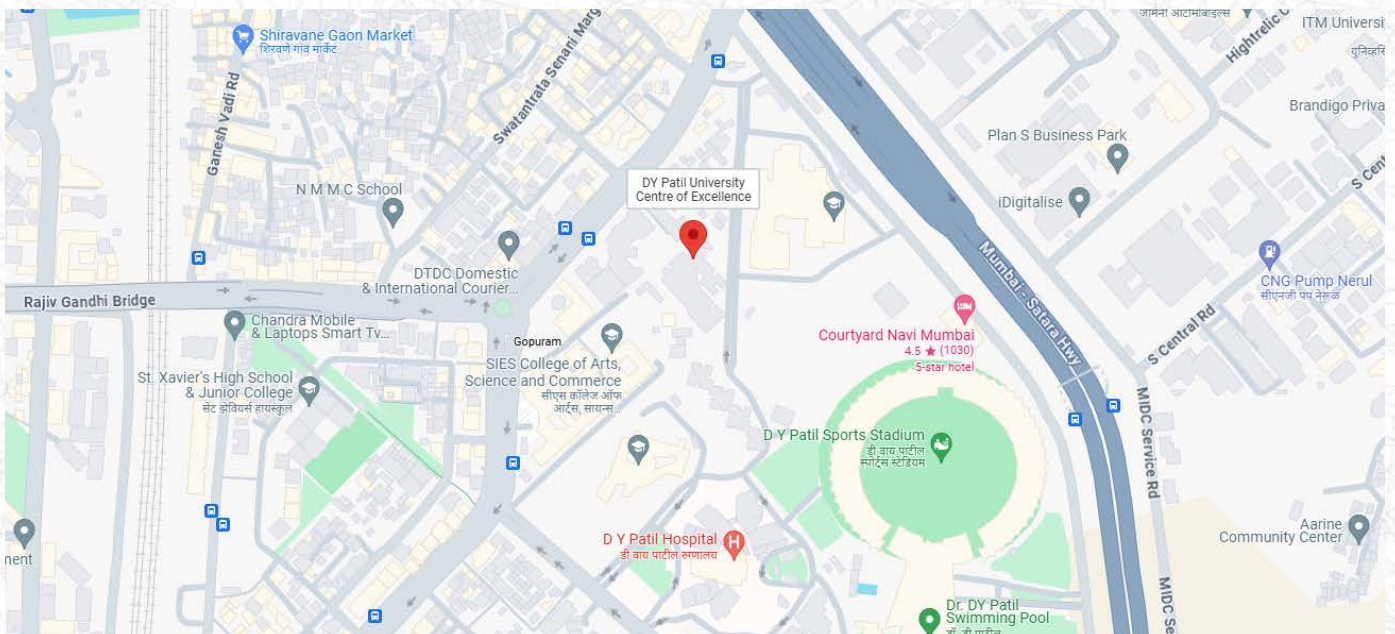 जेमिनी ऑटोमोबाईल्स
ITM Universi
युनिव्हर्सि
Hightrelic C
Shiravane Gaon Market
शिरवणे गांव मार्केट
Ganesh Vadi Rd
Swatantrata Senani Marg
Brandigo Priva
Plan S Business Park
S Cent
iDigitalise
N M M C School
DY Patil University
Centre of Excellence
DTDC Domestic
& International Courier...
Mumbai - Satara Hwy
CNG Pump Nerul
सीएनजी पंप नेरूळ
Rajiv Gandhi Bridge
Chandra Mobile
& Laptops Smart Tv...
Gopuram
SIES College of Arts,
Science and Commerce
सीएस कॉलेज ऑफ
आर्ट्स, सायन्स...
Courtyard Navi Mumbai
4.5 ★ (1030)
5-star hotel
S Central Rd
St. Xavier's High School
& Junior College
सेंट झेवियर्स हायस्कूल
D Y Patil Sports Stadium
डी वाय पाटील
स्पोर्ट्स स्टेडियम
MIDC Service Rd
D Y Patil Hospital
H
डी वाय पाटील रुग्णालय
Aarine
Community Center
ment
Dr. DY Patil
Swimming Pool
MIDC Se